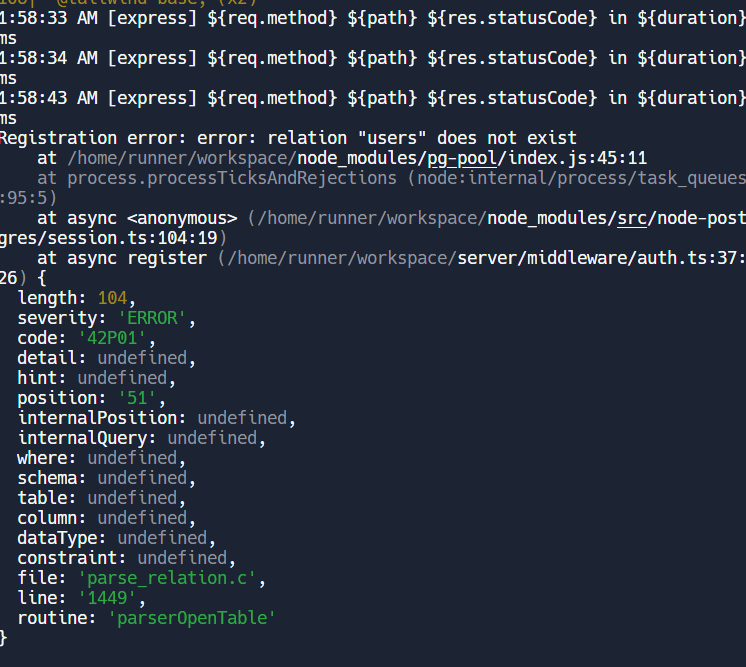 1:58:33 AM [express] ${req.method} ${path} ${res.statusCode} in ${duration}
ms
1:58:34 AM [express] ${req.method} ${path} ${res.statusCode} in ${duration}
ms
1:58:43 AM [express] ${req.method} ${path} ${res.statusCode} in ${duration}
ms
Registration error: error: relation "users" does not exist
    at /home/runner/workspace/node_modules/pg-pool/index.js:45:11
    at process.processTicksAndRejections (node:internal/process/task_queues
:95:5)
    at async <anonymous> (/home/runner/workspace/node_modules/src/node-post
gres/session.ts:104:19)
    at async register (/home/runner/workspace/server/middleware/auth.ts:37:
26) {
  length: 104,
  severity: 'ERROR',
  code: '42P01',
  detail: undefined,
  hint: undefined,
  position: '51',
  internalPosition: undefined,
  internalQuery: undefined,
  where: undefined,
  schema: undefined,
  table: undefined,
  column: undefined,
  dataType: undefined,
  constraint: undefined,
  file: 'parse_relation.c',
  line: '1449',
  routine: 'parserOpenTable'
}